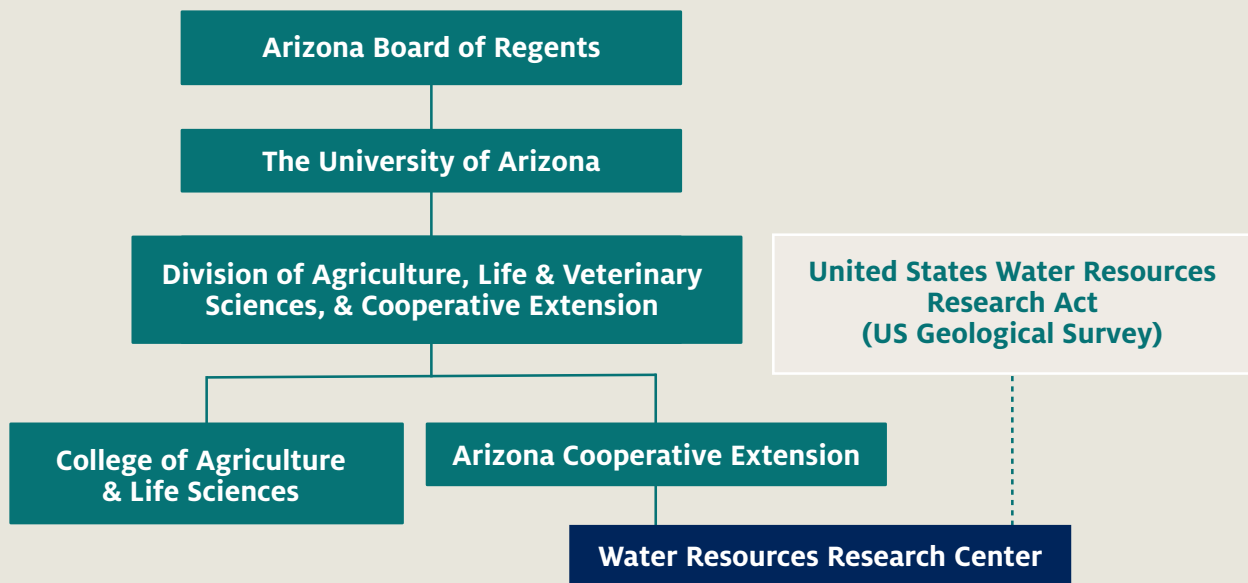 Arizona Board of Regents
The University of Arizona
Division of Agriculture, Life & Veterinary
Sciences, & Cooperative Extension
United States Water Resources
Research Act
(US Geological Survey)
College of Agriculture
& Life Sciences
Arizona Cooperative Extension
Water Resources Research Center